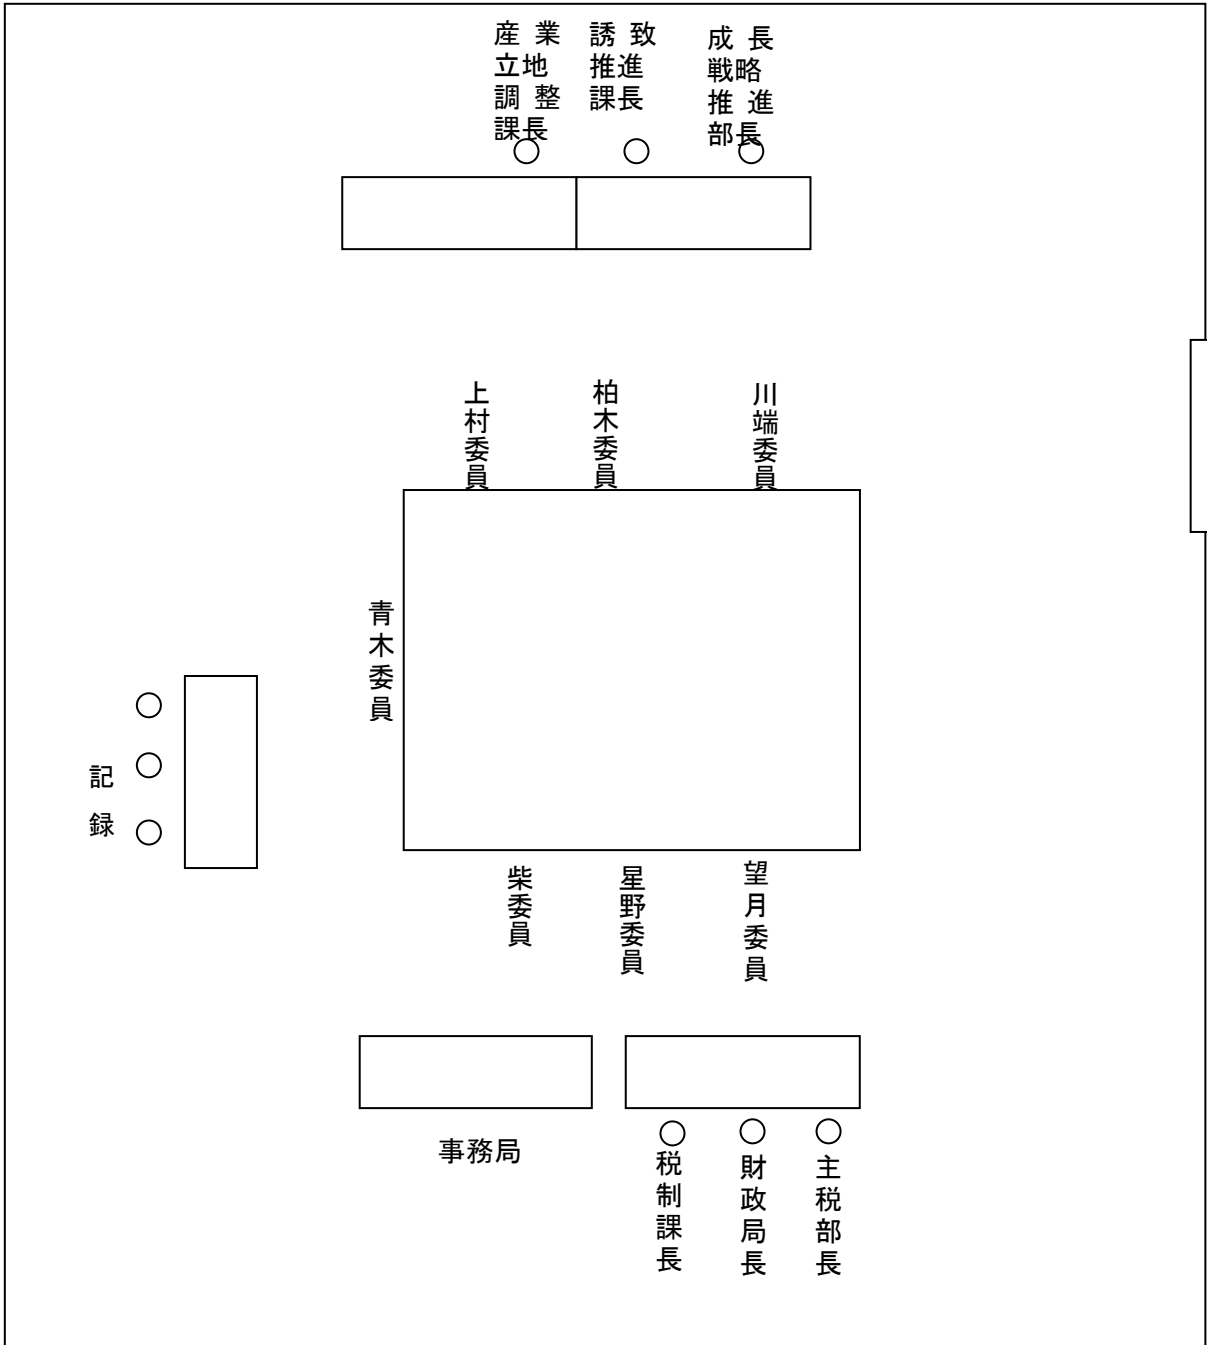 産業
立地
調整
課長
誘致
推進
課長
成長
戦略
推進
部長
上村委員
柏木委員
川端委員
青木委員
記録
柴委員
星野委員
望月委員
事務局
税制課長
財政局長
主税部長